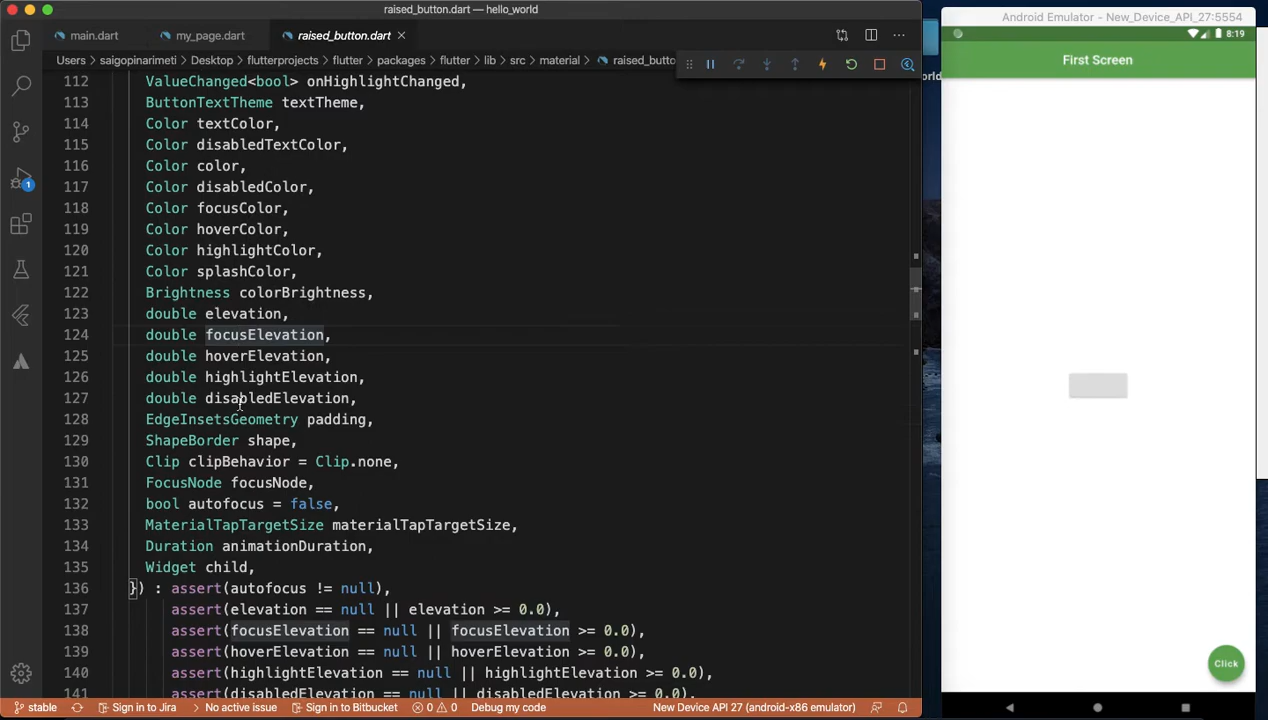 raised_button.dart — hello_world
main.dart my_page.dart raised_button.dart
Users > saigopinarimeti > Desktop > flutterprojects > flutter > packages > flutter > lib > src > material > raised_butto
112 ValueChanged<bool> onHighlightChanged,
113 ButtonTextTheme textTheme,
114 Color textColor,
115 Color disabledTextColor,
116 Color color,
117 Color disabledColor,
118 Color focusColor,
119 Color hoverColor,
120 Color highlightColor,
121 Color splashColor,
122 Brightness colorBrightness,
123 double elevation,
124 double focusElevation,
125 double hoverElevation,
126 double highlightElevation,
127 double disabledElevation,
128 EdgeInsetsGeometry padding,
129 ShapeBorder shape,
130 Clip clipBehavior = Clip.none,
131 FocusNode focusNode,
132 bool autofocus = false,
133 MaterialTapTargetSize materialTapTargetSize,
134 Duration animationDuration,
135 Widget child,
136 }) : assert(autofocus != null),
137 assert(elevation == null || elevation >= 0.0),
138 assert(focusElevation == null || focusElevation >= 0.0),
139 assert(hoverElevation == null || hoverElevation >= 0.0),
140 assert(highlightElevation == null || highlightElevation >= 0.0),
141 assert(disabledElevation == null || disabledElevation >= 0.0),
1
stable Sign in to Jira No active issue Sign in to Bitbucket 0 0 Debug my code New Device API 27 (android-x86 emulator)
orld
Android Emulator - New_Device_API_27:5554
8:19
First Screen
Click